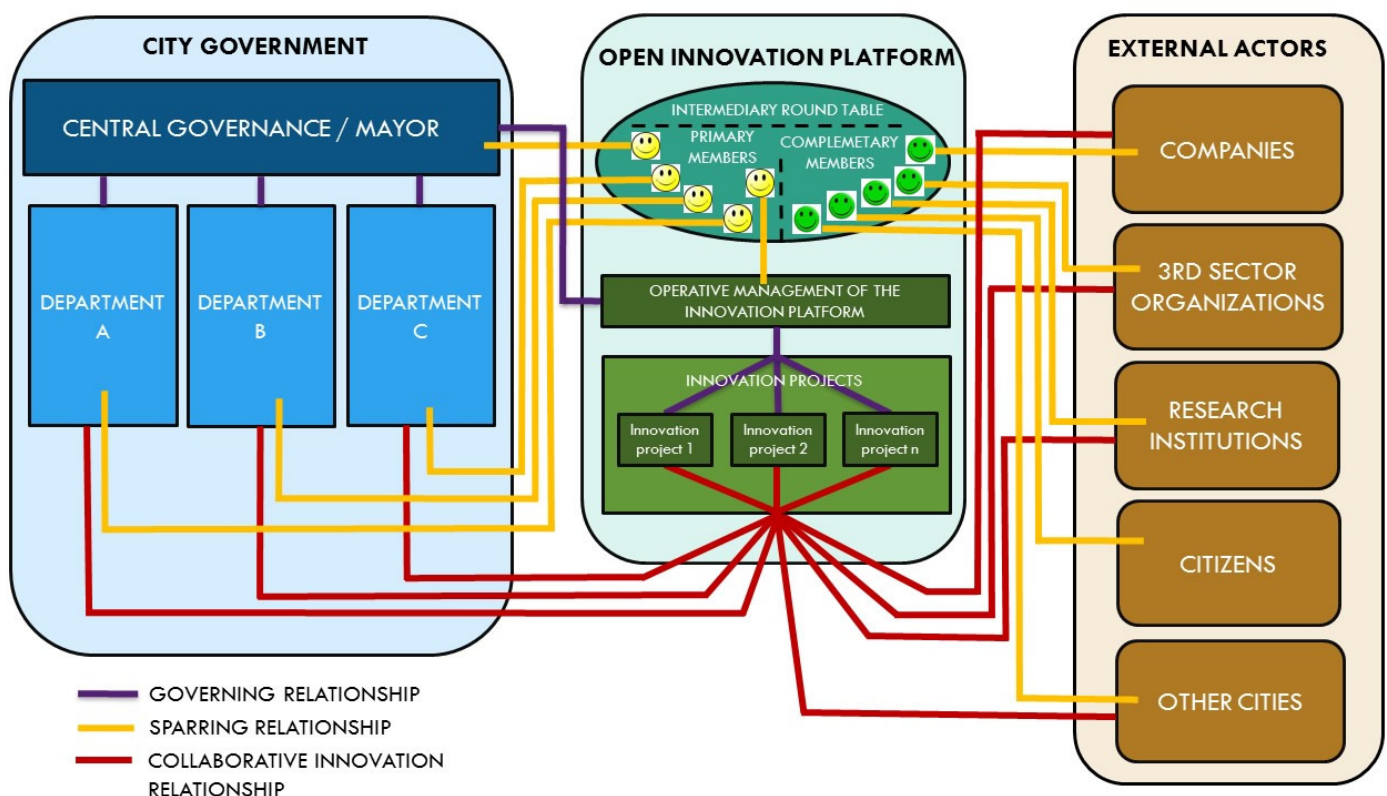 CITY GOVERNMENT
CENTRAL GOVERNANCE / MAYOR
DEPARTMENT
A
DEPARTMENT
B
DEPARTMENT
C
OPEN INNOVATION PLATFORM
INTERMEDIARY ROUND TABLE
PRIMARY
MEMBERS
COMPLEMETARY
MEMBERS
OPERATIVE MANAGEMENT OF THE
INNOVATION PLATFORM
INNOVATION PROJECTS
Innovation
project 1
Innovation
project 2
Innovation
project n
EXTERNAL ACTORS
COMPANIES
3RD SECTOR
ORGANIZATIONS
RESEARCH
INSTITUTIONS
CITIZENS
OTHER CITIES
GOVERNING RELATIONSHIP
SPARRING RELATIONSHIP
COLLABORATIVE INNOVATION
RELATIONSHIP